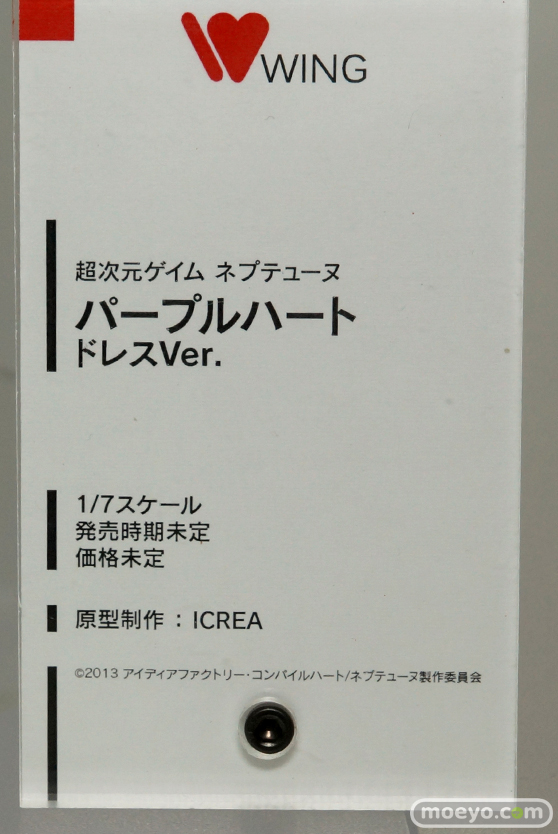 WING
超次元ゲイム ネプテューヌ
パープルハート
ドレスVer.
1/7スケール
発売時期未定
価格未定
原型制作：ICREA
©2013 アイディアファクトリー・コンパイルハート/ネプテューヌ製作委員会
moeyo.com